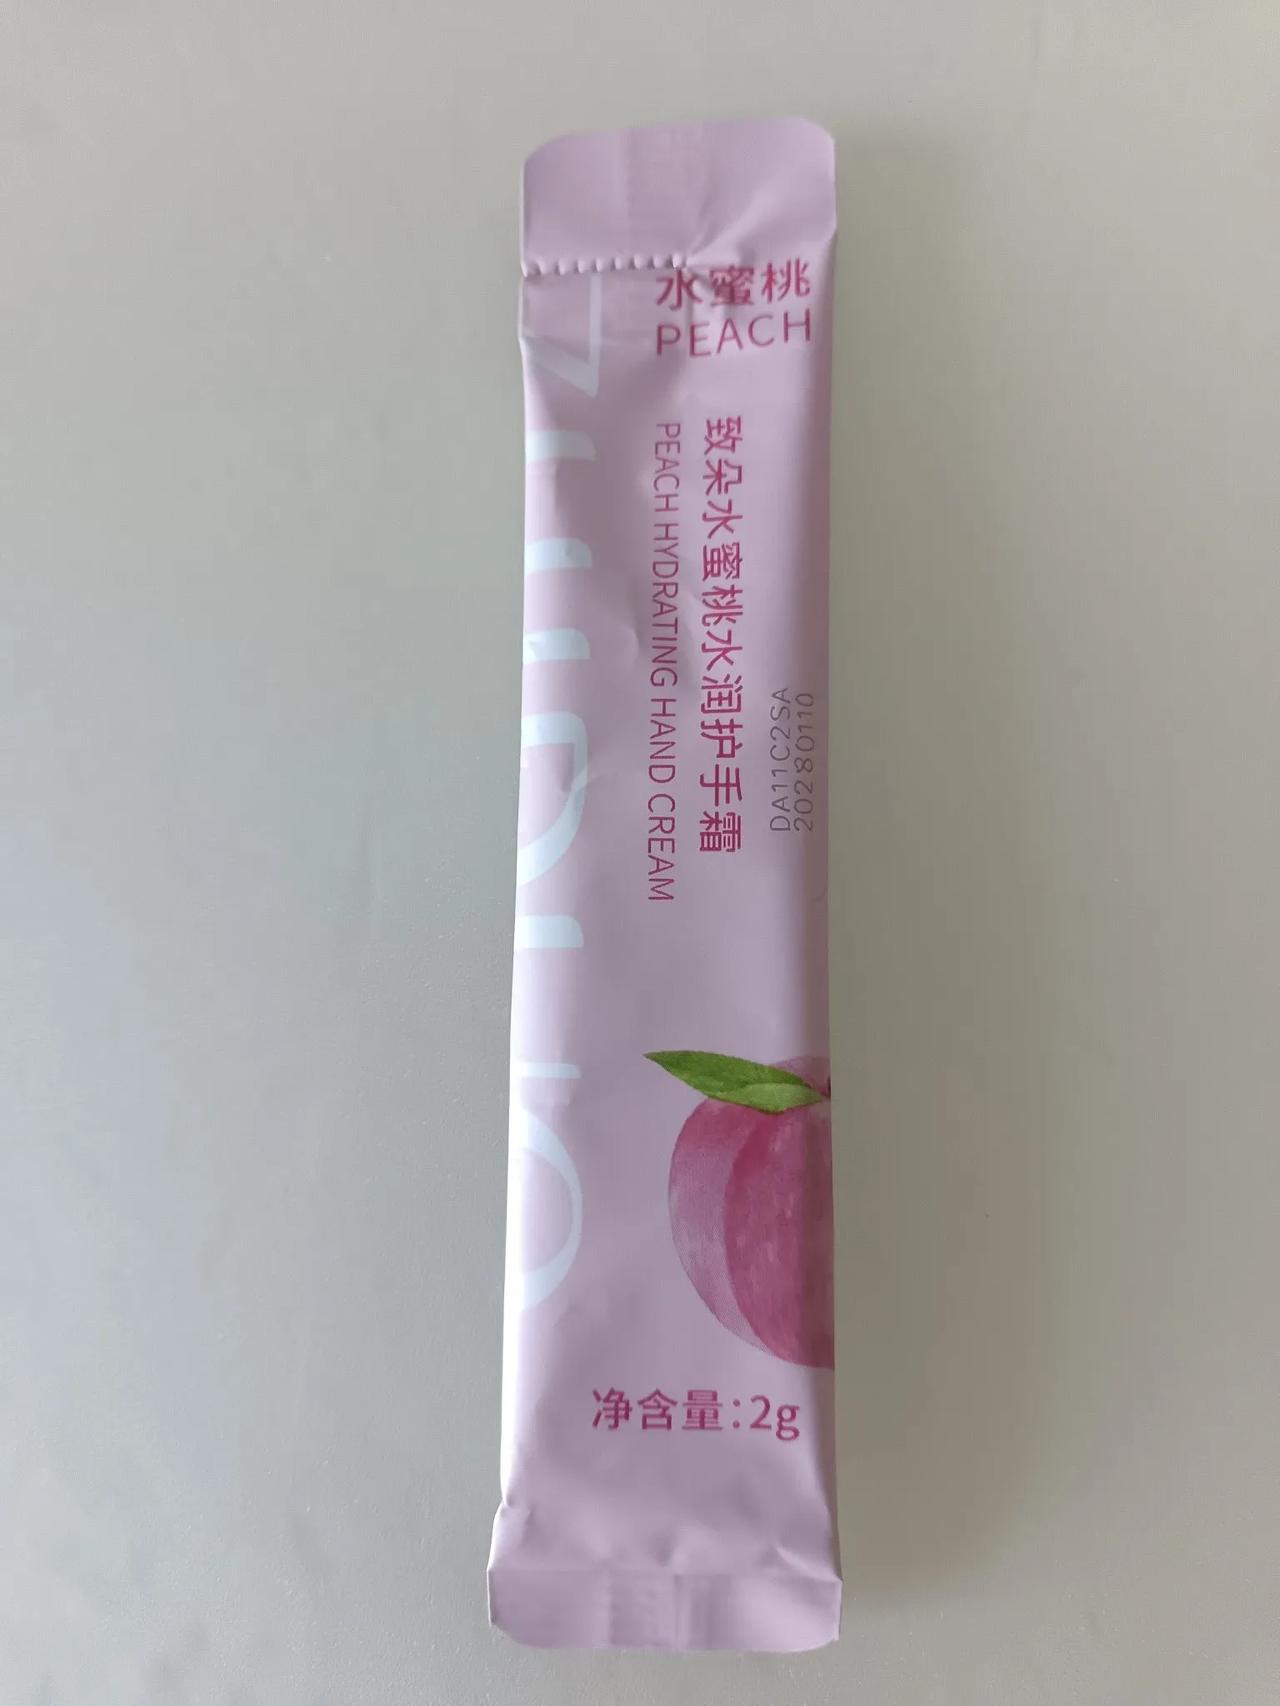 水蜜桃
PEACH
致朵水蜜桃水润护手霜
PEACH HYDRATING HAND CREAM
DA11C2SA
20280110
净含量:2g